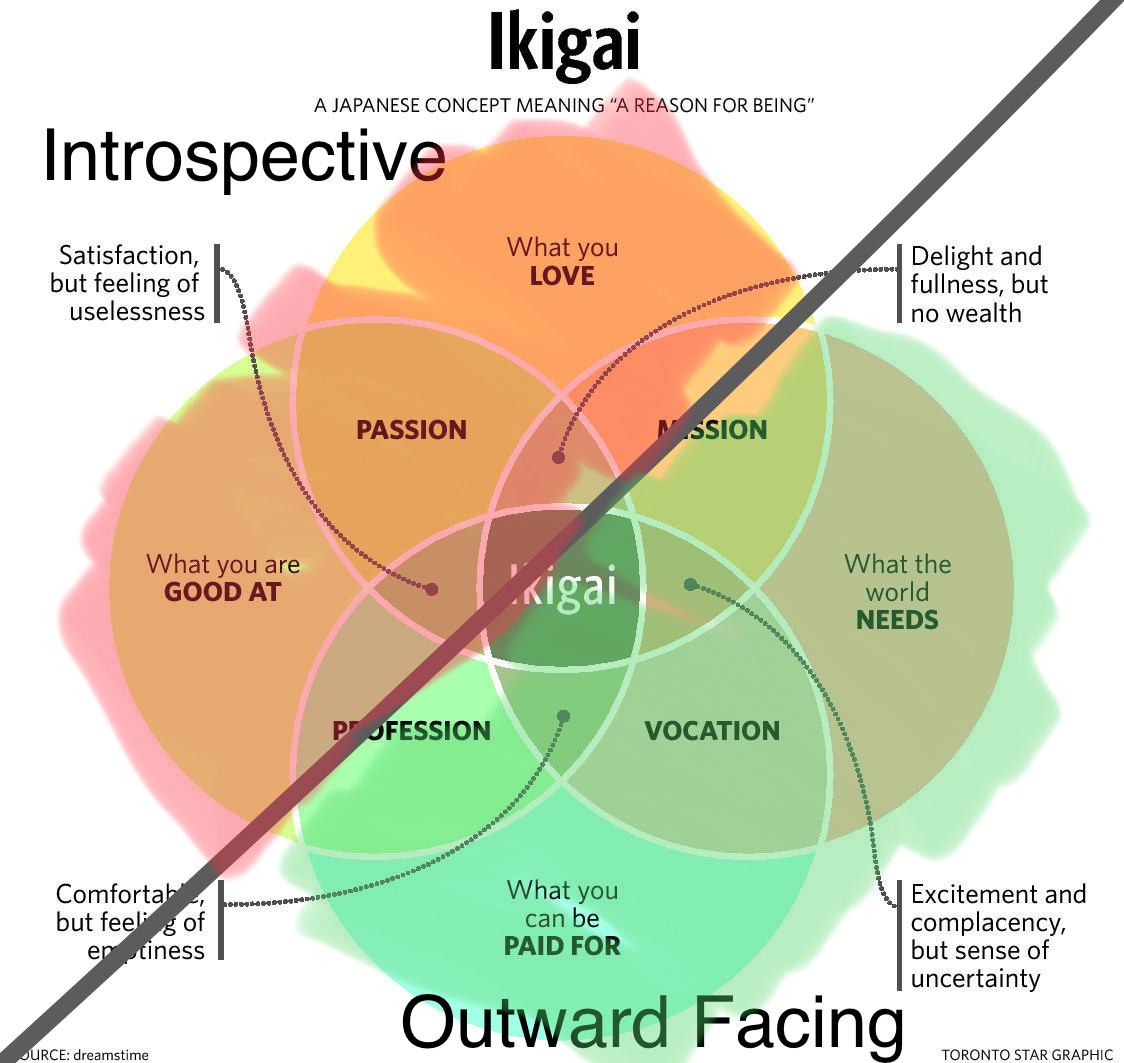 Ikigai
A JAPANESE CONCEPT MEANING “A REASON FOR BEING”
Introspective
Satisfaction,
but feeling of
uselessness
What you
LOVE
Delight and
fullness, but
no wealth
PASSION
MISSION
What you are
GOOD AT
Ikigai
What the
world
NEEDS
PROFESSION
VOCATION
Comfortable,
but feeling of
emptiness
What you
can be
PAID FOR
Excitement and
complacency,
but sense of
uncertainty
Outward Facing
SOURCE: dreamstime
TORONTO STAR GRAPHIC